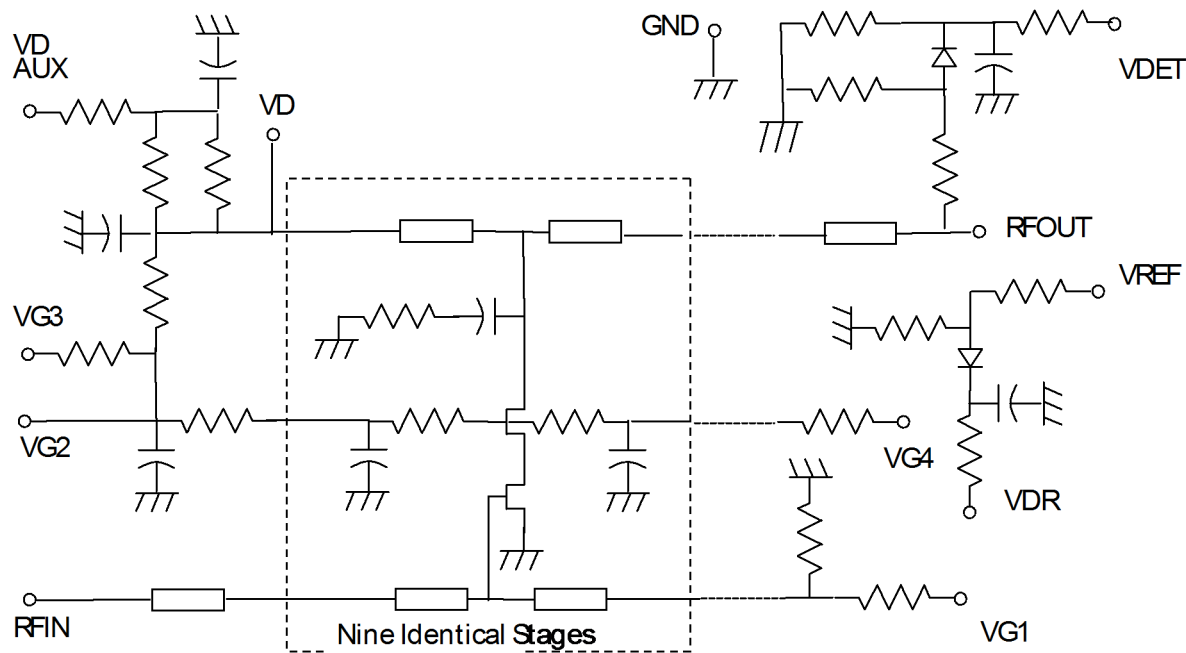 VD
AUX
VD
GND
VDET
RFOUT
VREF
VG3
VG2
VG4
VDR
RFIN
Nine Identical Stages
VG1